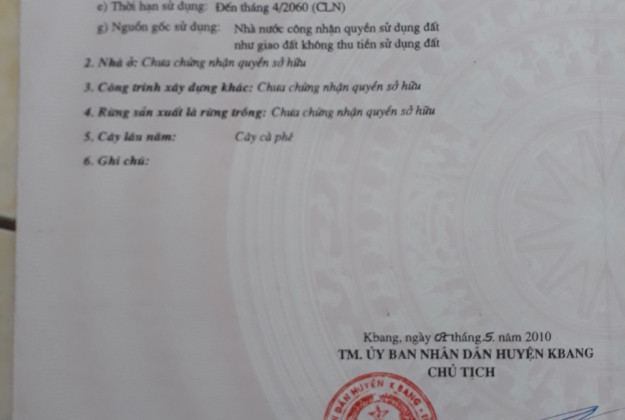 e) Thời hạn sử dụng: Đến tháng 4/2060 (CLN)
g) Nguồn gốc sử dụng: Nhà nước công nhận quyền sử dụng đất
như giao đất không thu tiền sử dụng đất
2. Nhà ở: Chưa chứng nhận quyền sở hữu
3. Công trình xây dựng khác: Chưa chứng nhận quyền sở hữu
4. Rừng sản xuất là rừng trồng: Chưa chứng nhận quyền sở hữu
5. Cây lâu năm: Cây cà phê
6. Ghi chú:
Kbang, ngày tháng 5. năm 2010
TM. ỦY BAN NHÂN DÂN HUYỆN KBANG
CHỦ TỊCH
DÂN HUYỆN K BANG